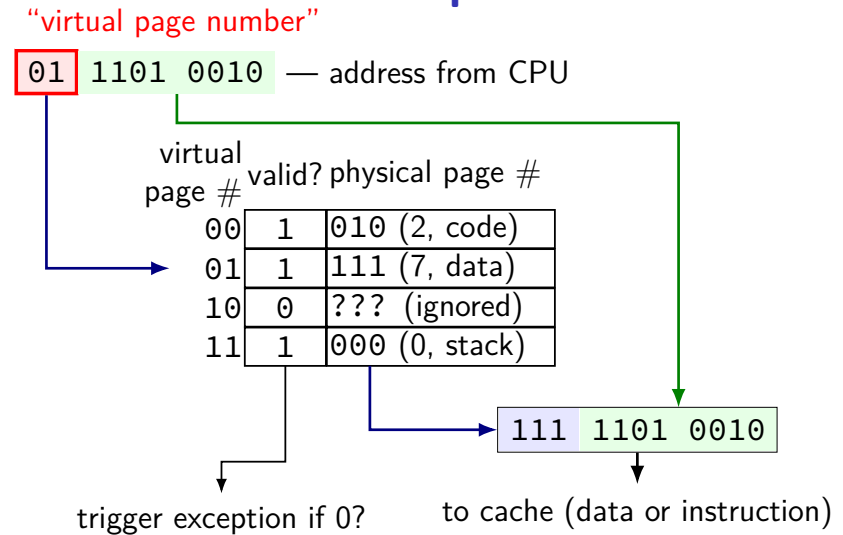 “virtual page number”
01 1101 0010 — address from CPU
virtual page # valid? physical page #
00 1 010 (2, code)
01 1 111 (7, data)
10 0 ??? (ignored)
11 1 000 (0, stack)
111 1101 0010
trigger exception if 0?
to cache (data or instruction)